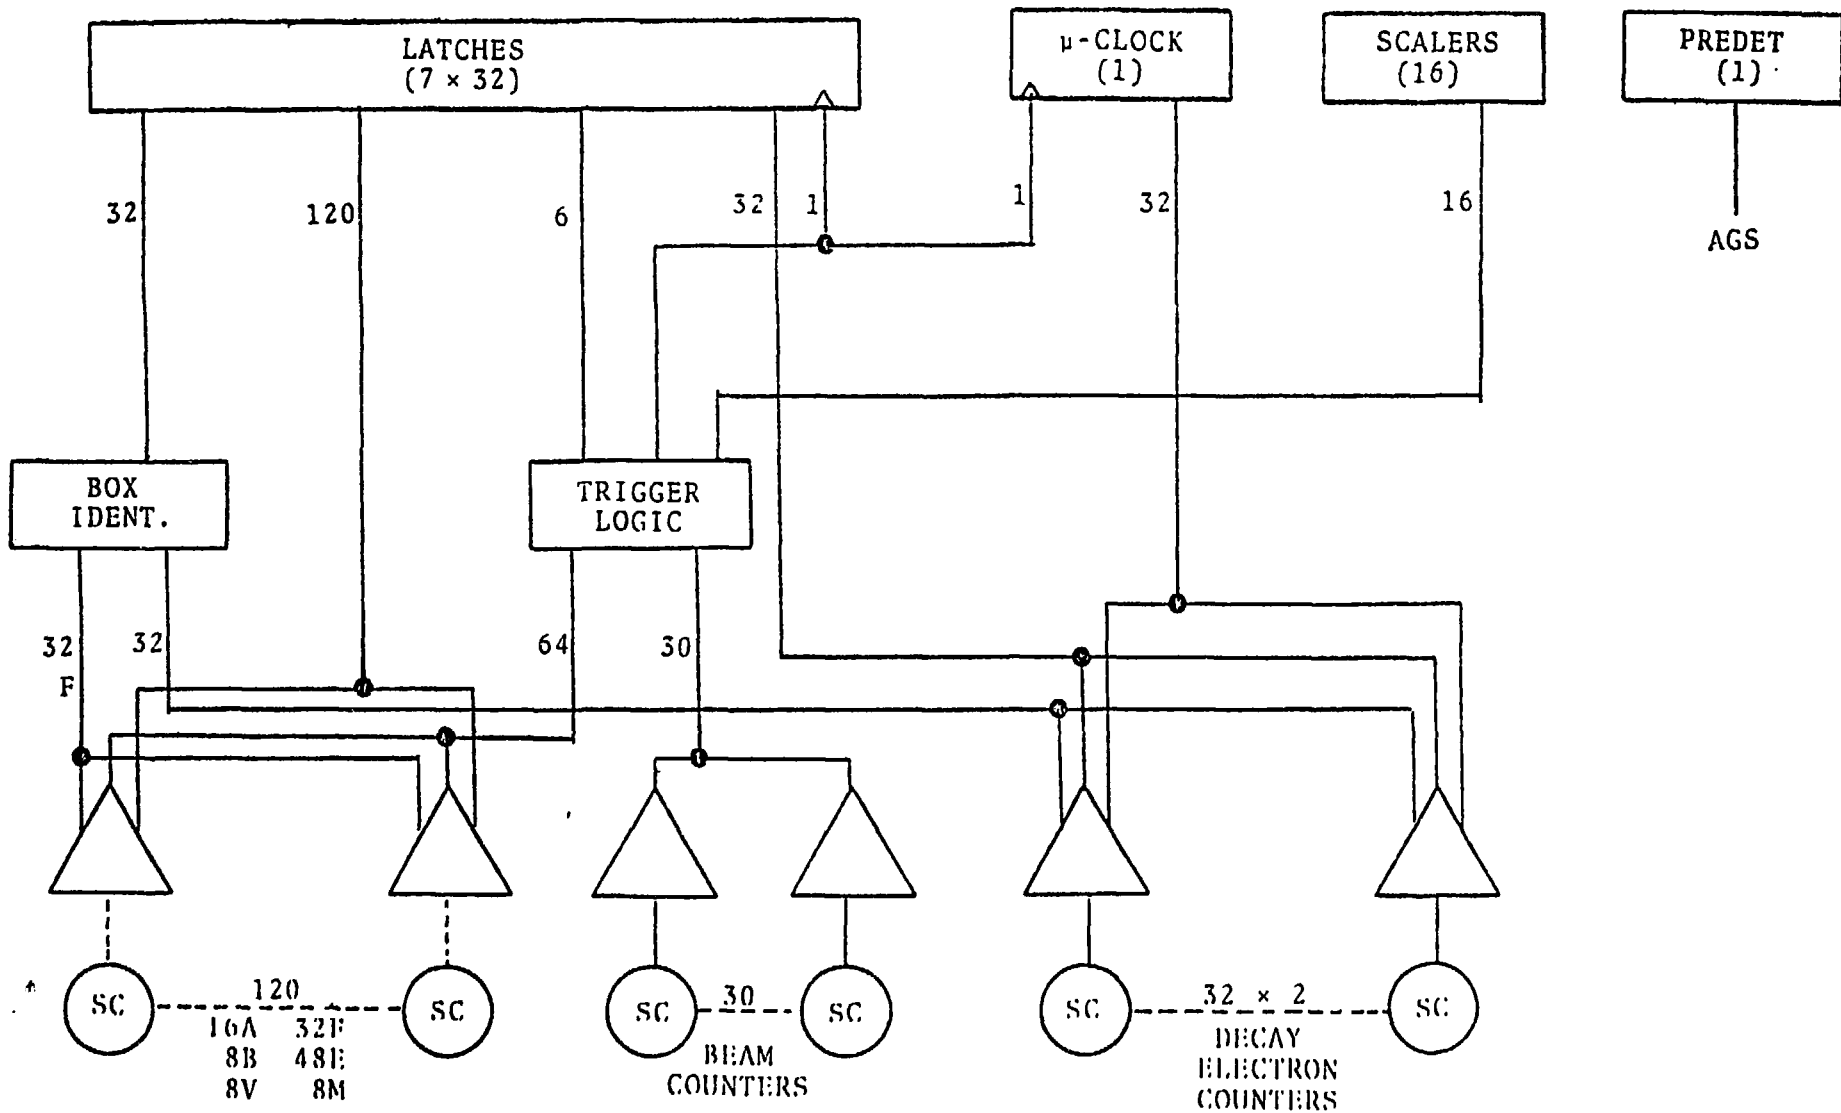 LATCHES
(7 × 32)
μ-CLOCK
(1)
SCALERS
(16)
PREDET
(1)
32
120
6
32
1
1
32
16
AGS
BOX
IDENT.
TRIGGER
LOGIC
32
F
32
64
30
SC
120
SC
16A 32F
8B 48E
8V 8M
SC
30
SC
BEAM
COUNTERS
SC
32 × 2
SC
DECAY
ELECTRON
COUNTERS